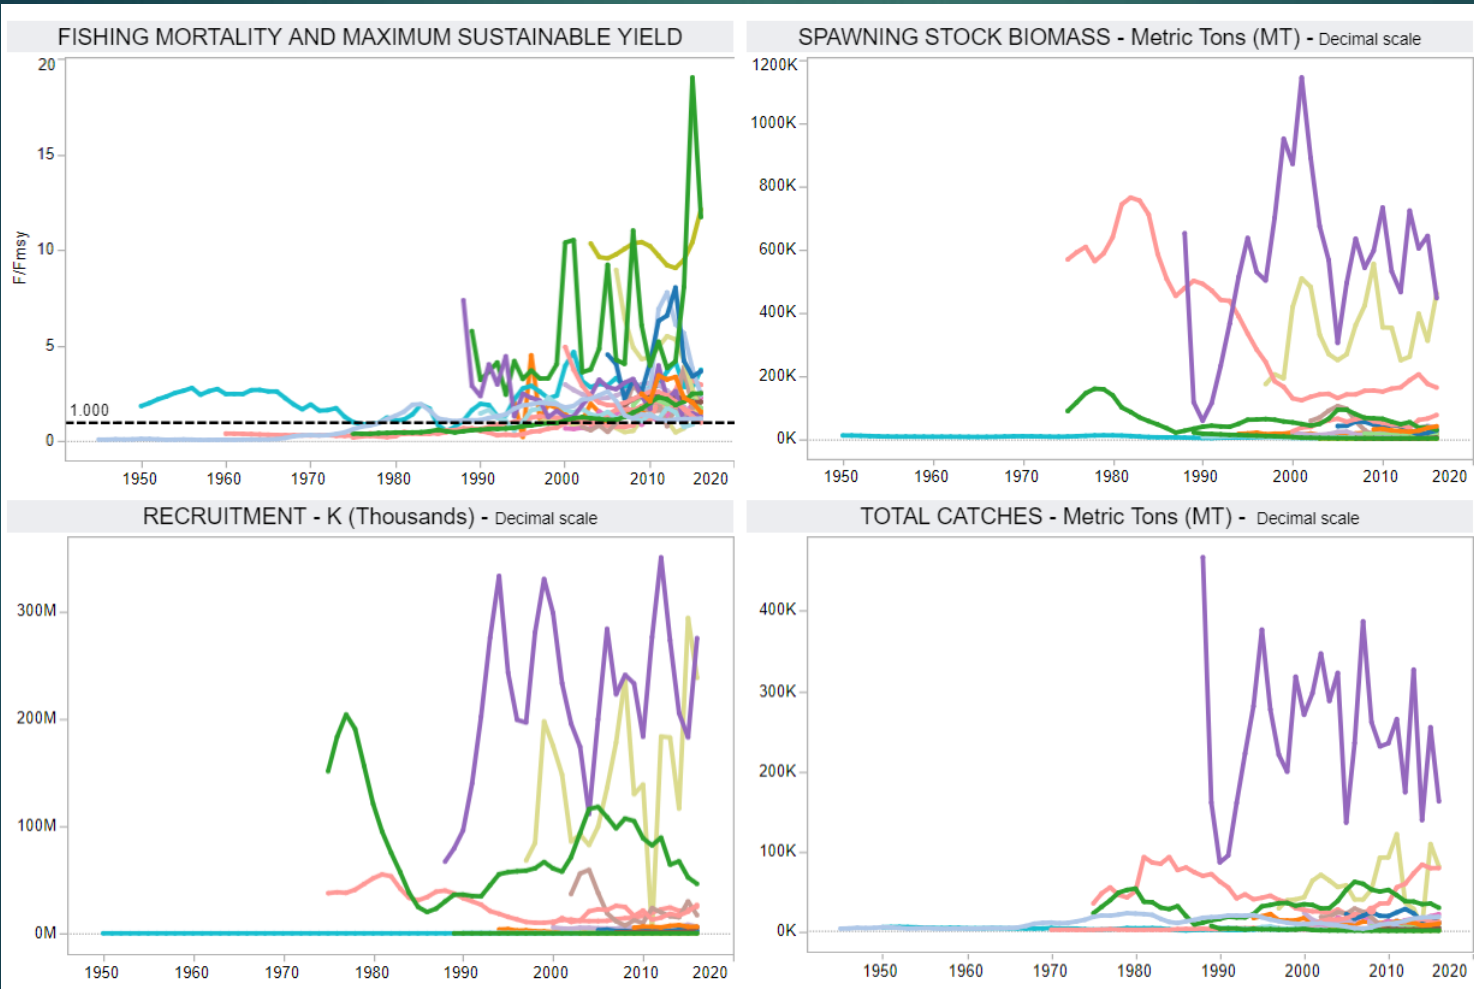 FISHING MORTALITY AND MAXIMUM SUSTAINABLE YIELD
20
15
10
5
0
F/Fmsy
1.000
1950 1960 1970 1980 1990 2000 2010 2020
SPAWNING STOCK BIOMASS - Metric Tons (MT) - Decimal scale
1200K
1000K
800K
600K
400K
200K
0K
1950 1960 1970 1980 1990 2000 2010 2020
RECRUITMENT - K (Thousands) - Decimal scale
300M
200M
100M
0M
1950 1960 1970 1980 1990 2000 2010 2020
TOTAL CATCHES - Metric Tons (MT) - Decimal scale
400K
300K
200K
100K
0K
1950 1960 1970 1980 1990 2000 2010 2020